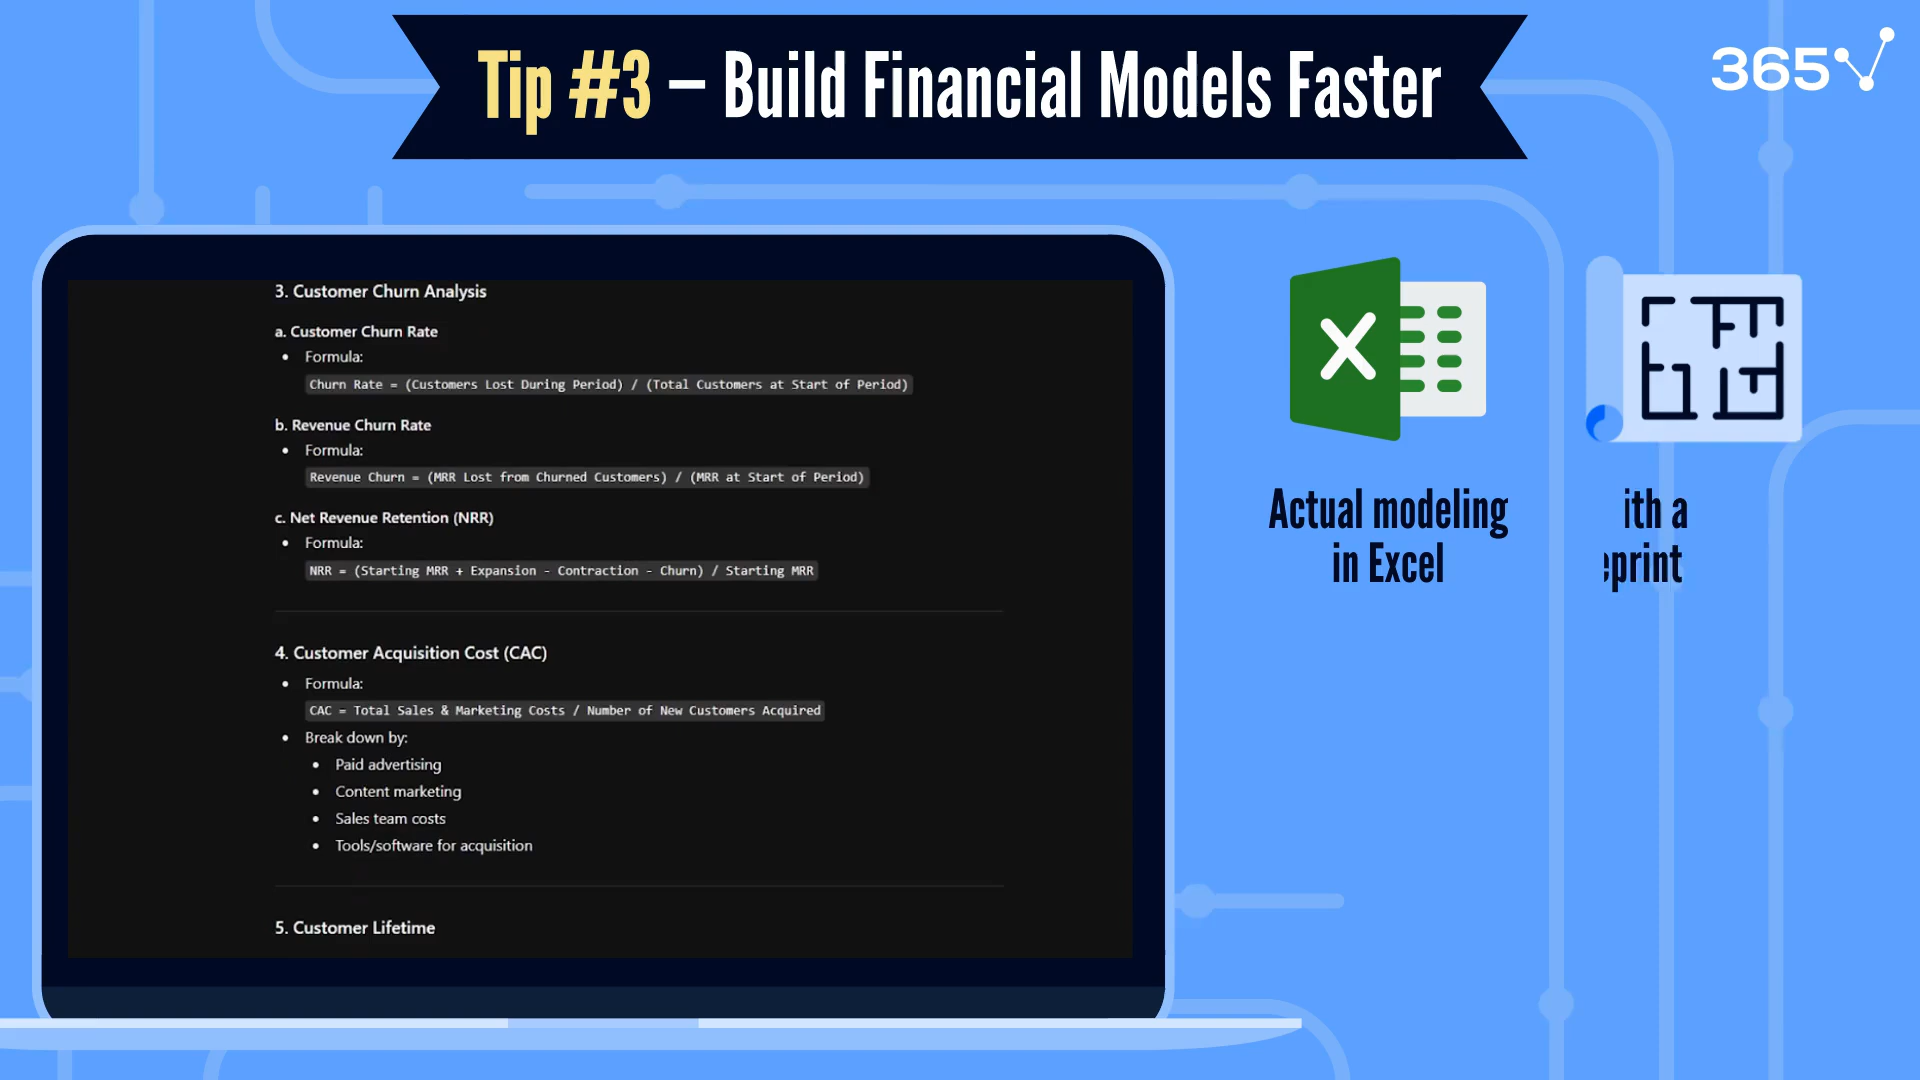 Tip #3 – Build Financial Models Faster
365
3. Customer Churn Analysis
a. Customer Churn Rate
• Formula:
Churn Rate = (Customers Lost During Period) / (Total Customers at Start of Period)
b. Revenue Churn Rate
• Formula:
Revenue Churn = (MRR Lost from Churned Customers) / (MRR at Start of Period)
c. Net Revenue Retention (NRR)
• Formula:
NRR = (Starting MRR + Expansion - Contraction - Churn) / Starting MRR
4. Customer Acquisition Cost (CAC)
• Formula:
CAC = Total Sales & Marketing Costs / Number of New Customers Acquired
• Break down by:
• Paid advertising
• Content marketing
• Sales team costs
• Tools/software for acquisition
5. Customer Lifetime
Actual modeling
in Excel
ith a
print